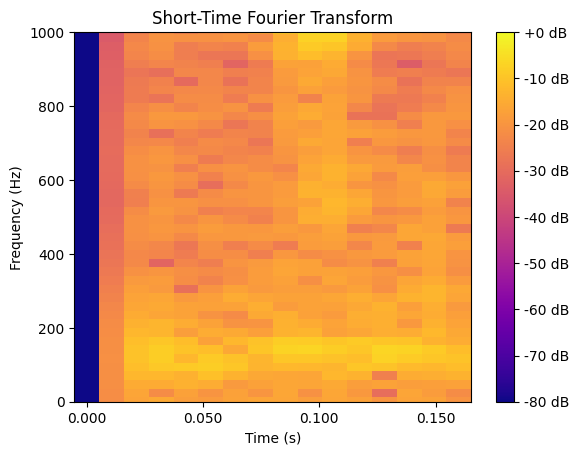 Short-Time Fourier Transform
1000
800
600
400
200
0
Frequency (Hz)
0.000
0.050
0.100
0.150
Time (s)
+0 dB
-10 dB
-20 dB
-30 dB
-40 dB
-50 dB
-60 dB
-70 dB
-80 dB